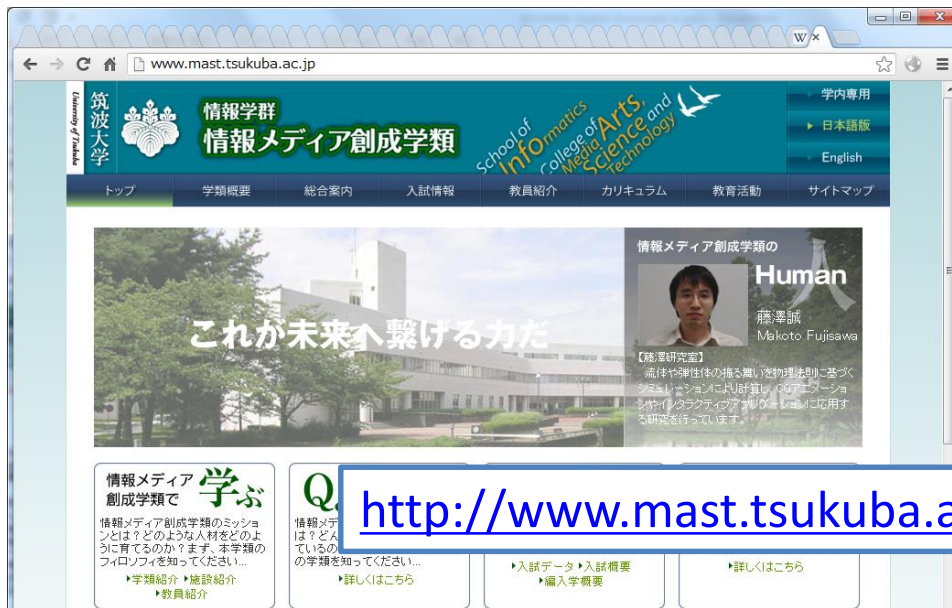 W
www.mast.tsukuba.ac.jp
University of Tsukuba
筑波大学
情報学群
情報メディア創成学類
School of Informatics
College of Media Arts, Science and Technology
学内専用
日本語版
English
トップ 学類概要 総合案内 入試情報 教員紹介 カリキュラム 教育活動 サイトマップ
これが未来へ繋げる力だ
情報メディア創成学類の
人
Human
藤澤誠
Makoto Fujisawa
【藤澤研究室】
流体や弾性体の振る舞いを物理法則に基づく
シミュレーションにより計算し、CGアニメーショ
ンやインタラクティブアプリケーションに応用す
る研究を行っています。
情報メディア
創成学類で
学ぶ
情報メディア創成学類のミッショ
ンとは？どのような人材をどのよ
うに育てるのか？まず、本学類の
フィロソフィを知ってください...
学類紹介 施設紹介
教員紹介
Q
情報メデ
は？どん
ているの
の学類を知ってください...
詳しくはこちら
http://www.mast.tsukuba.a
入試データ 入試概要
編入学概要
詳しくはこちら